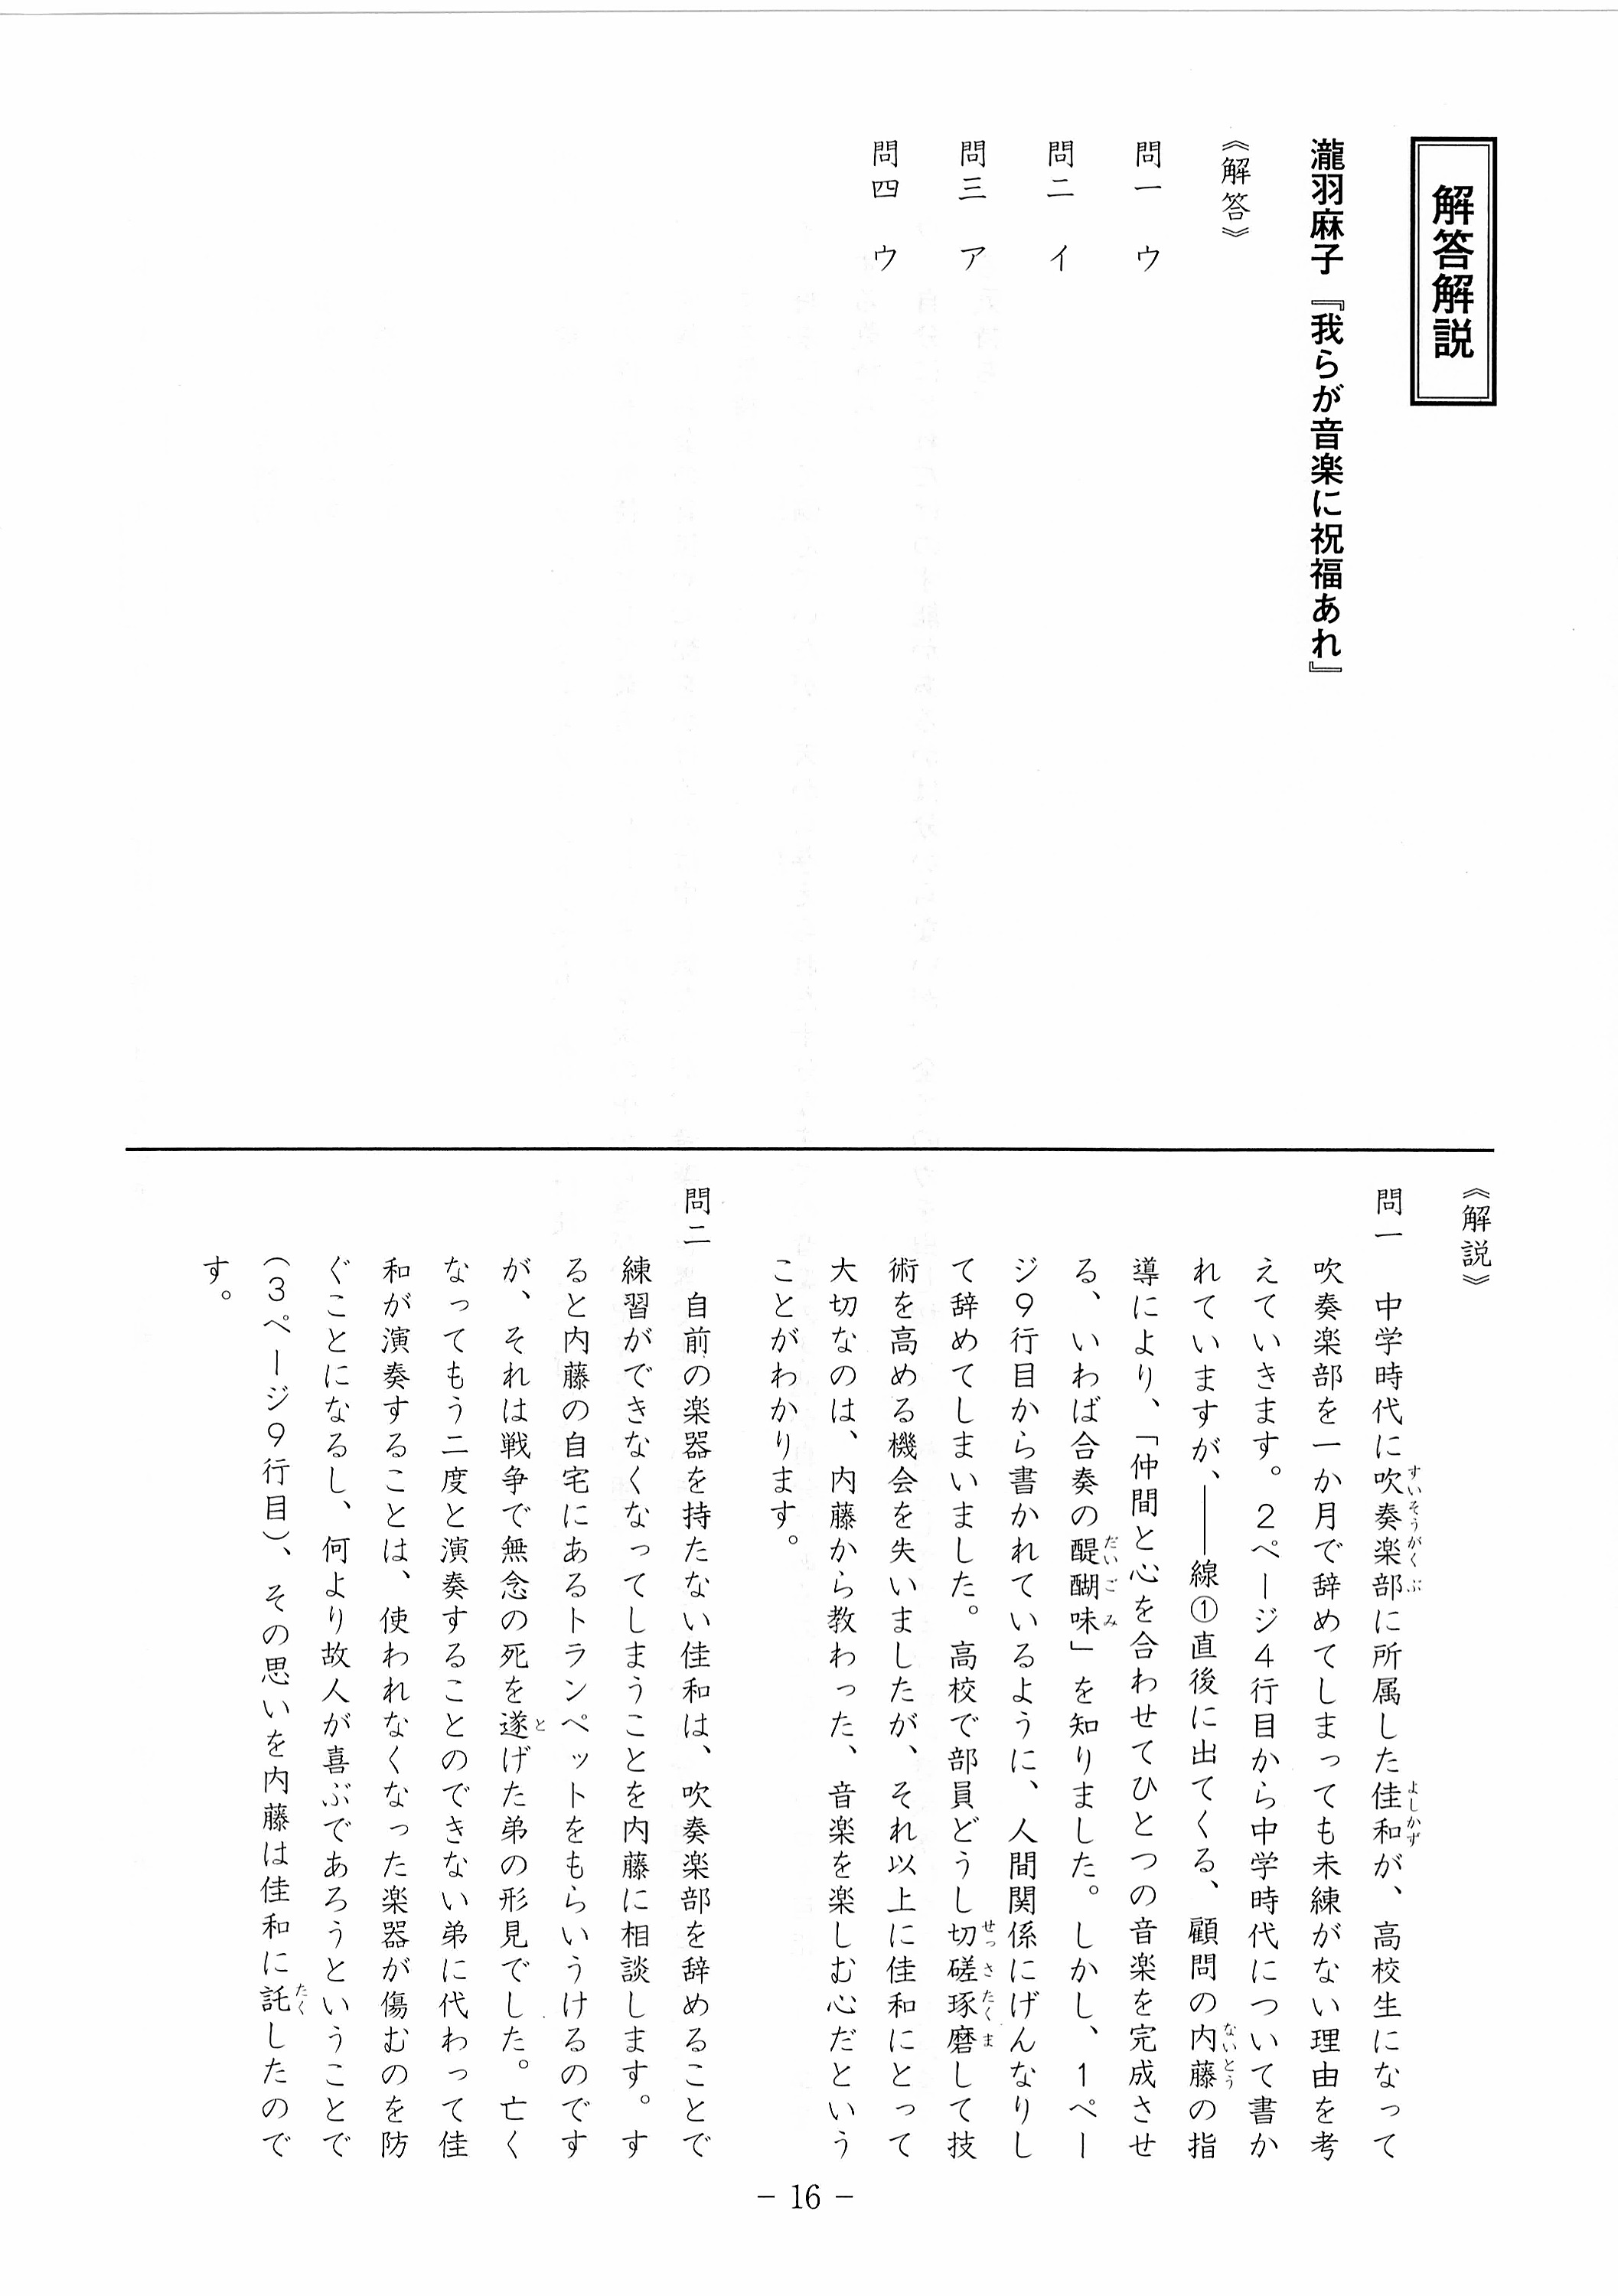 解答解説
瀧羽麻子『我らが音楽に祝福あれ』
《解答》
問一　ウ
問二　イ
問三　ア
問四　ウ
《解説》
問一　中学時代に吹奏楽部に所属した佳和が、高校生になって
吹奏楽部を一か月で辞めてしまっても未練がない理由を考
えていきます。2ページ4行目から中学時代について書か
れていますが、――線①直後に出てくる、顧問の内藤の指
導により、「仲間と心を合わせてひとつの音楽を完成させ
る、いわば合奏の醍醐味」を知りました。しかし、1ペー
ジ9行目から書かれているように、人間関係にげんなりし
て辞めてしまいました。高校で部員どうし切磋琢磨して技
術を高める機会を失いましたが、それ以上に佳和にとって
大切なのは、内藤から教わった、音楽を楽しむ心だという
ことがわかります。
問二　自前の楽器を持たない佳和は、吹奏楽部を辞めることで
練習ができなくなってしまうことを内藤に相談します。す
ると内藤の自宅にあるトランペットをもらいうけるのです
が、それは戦争で無念の死を遂げた弟の形見でした。亡く
なってもう二度と演奏することのできない弟に代わって佳
和が演奏することは、使われなくなった楽器が傷むのを防
ぐことになるし、何より故人が喜ぶであろうということで
（3ページ9行目）、その思いを内藤は佳和に託したので
す。
－ 16 －